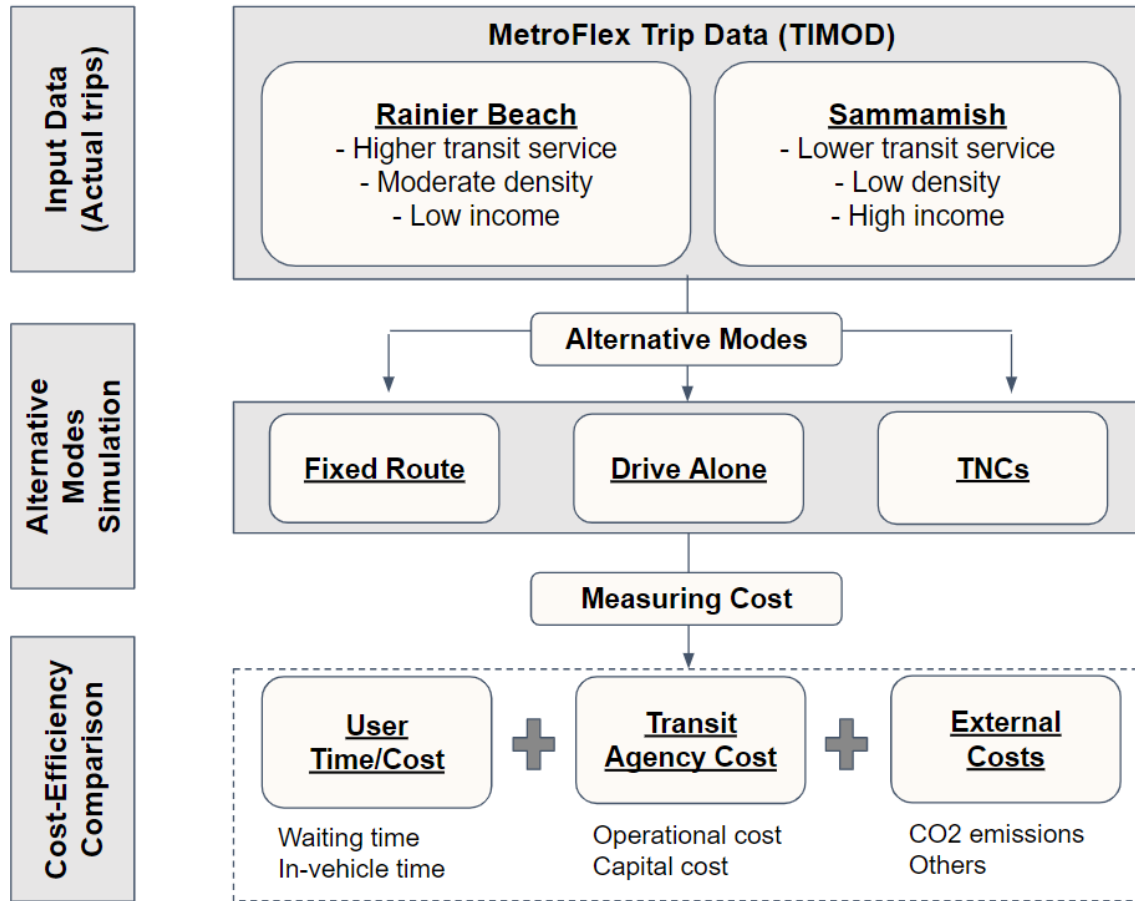 Input Data
(Actual trips)
MetroFlex Trip Data (TIMOD)
Rainier Beach
- Higher transit service
- Moderate density
- Low income
Sammamish
- Lower transit service
- Low density
- High income
Alternative Modes
Alternative
Modes
Simulation
Fixed Route
Drive Alone
TNCs
Measuring Cost
Cost-Efficiency
Comparison
User
Time/Cost
Transit
Agency Cost
External
Costs
Waiting time
In-vehicle time
Operational cost
Capital cost
CO2 emissions
Others